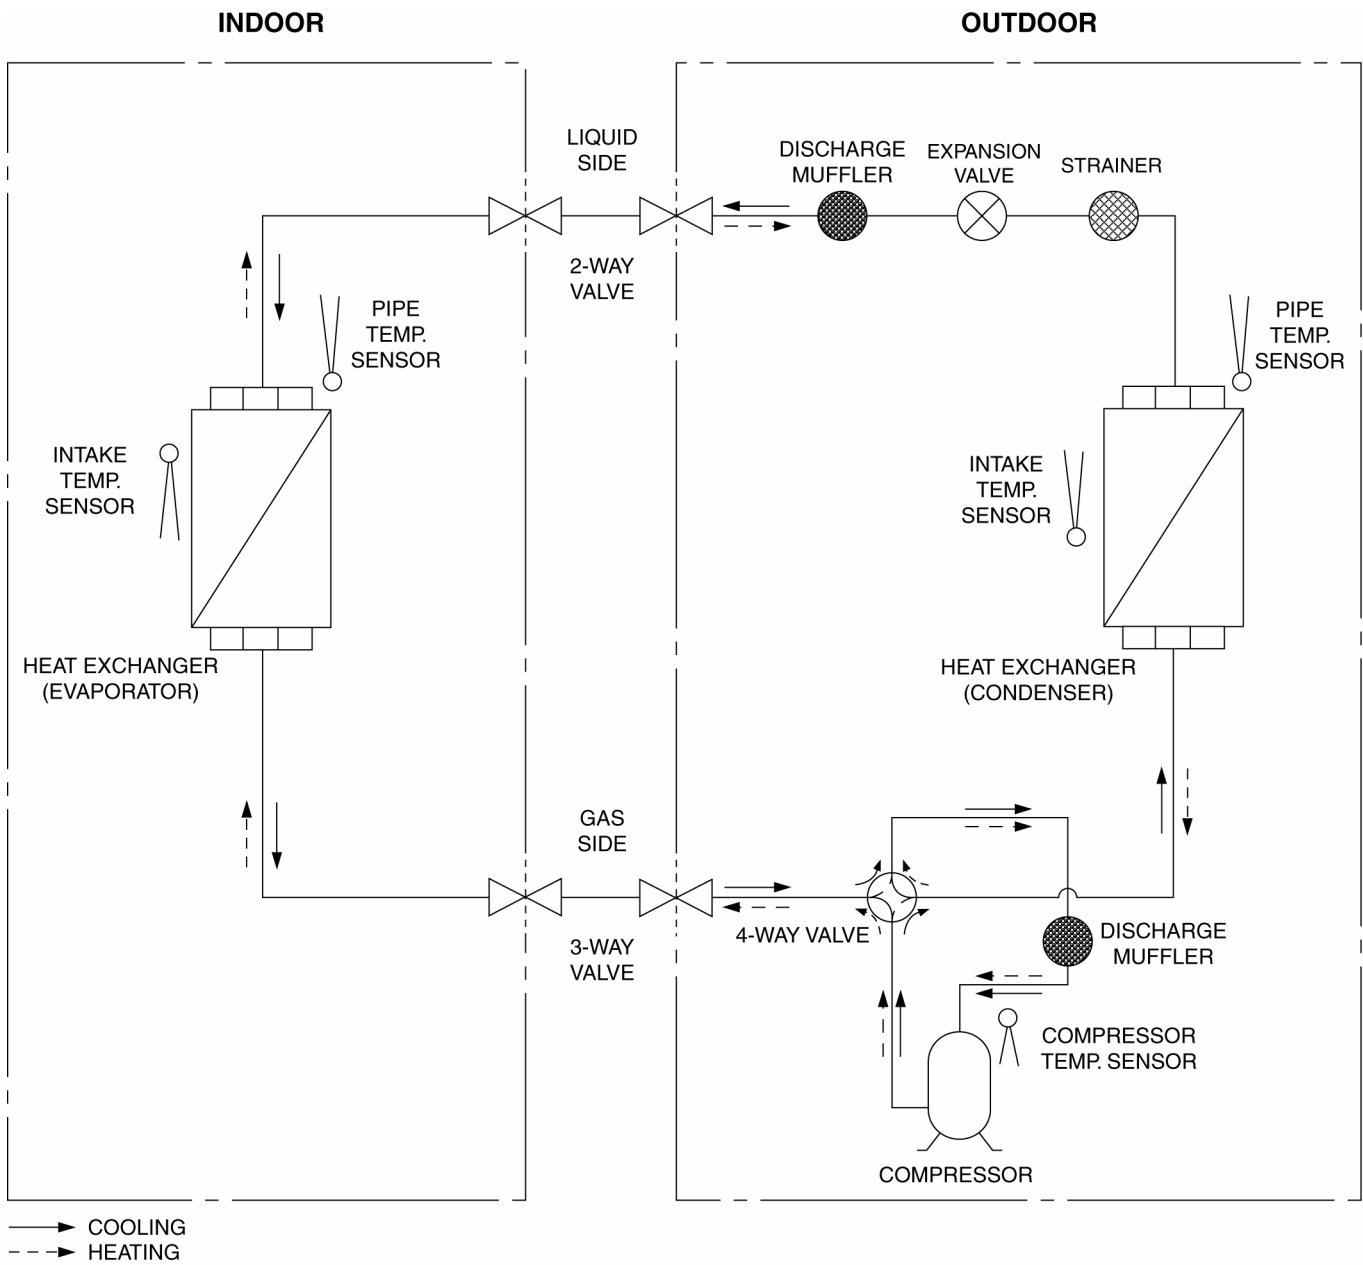 INDOOR
OUTDOOR
LIQUID
SIDE
DISCHARGE
MUFFLER
EXPANSION
VALVE
STRAINER
2-WAY
VALVE
PIPE
TEMP.
SENSOR
PIPE
TEMP.
SENSOR
INTAKE
TEMP.
SENSOR
INTAKE
TEMP.
SENSOR
HEAT EXCHANGER
(EVAPORATOR)
HEAT EXCHANGER
(CONDENSER)
GAS
SIDE
3-WAY
VALVE
4-WAY VALVE
DISCHARGE
MUFFLER
COMPRESSOR
TEMP. SENSOR
COMPRESSOR
COOLING
HEATING